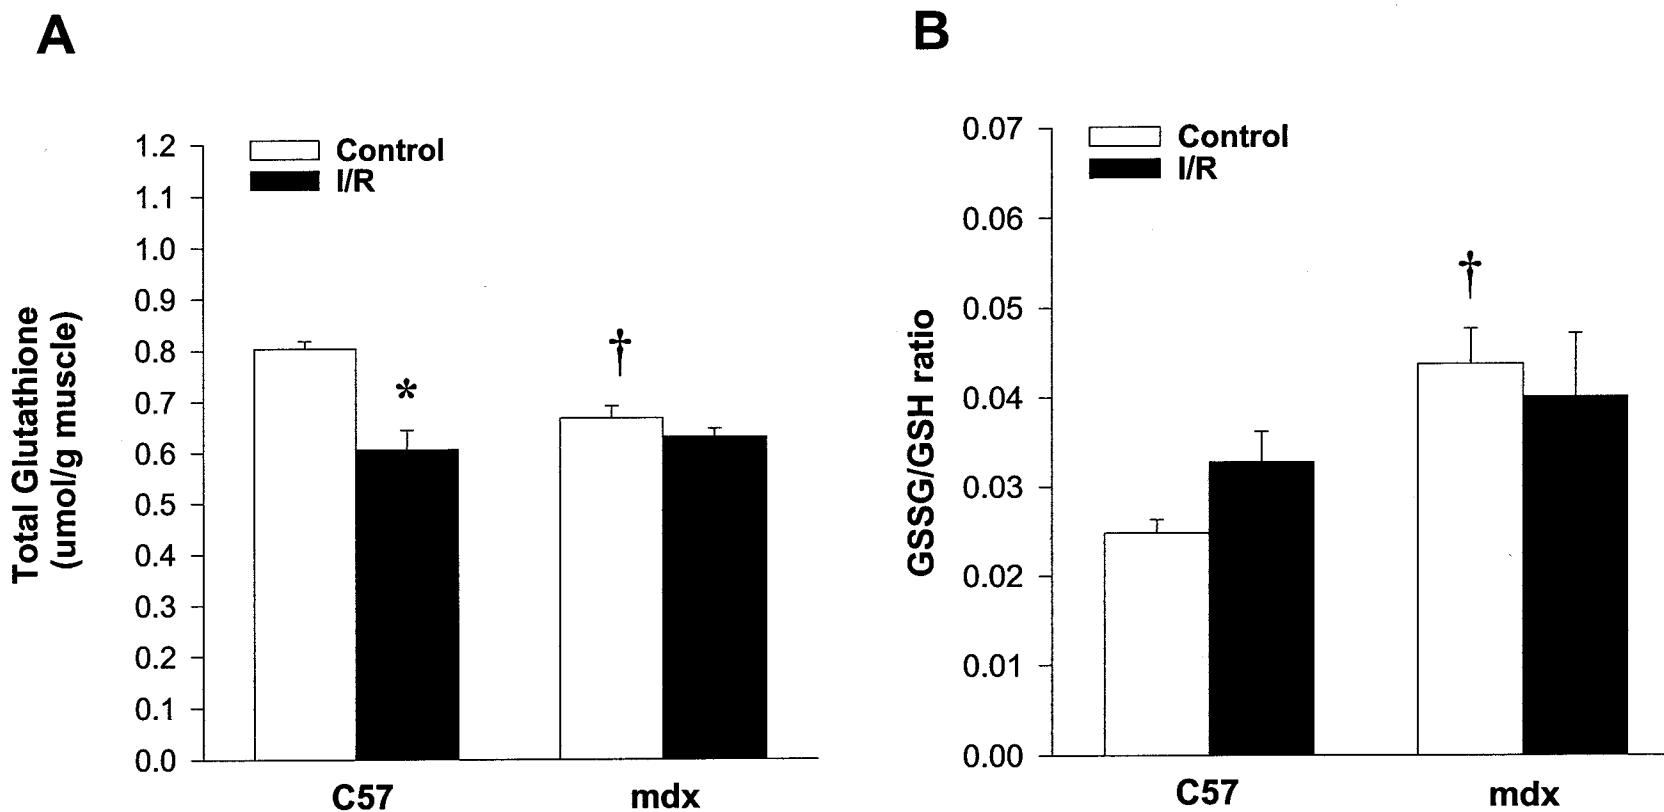 A
Total Glutathione
(umol/g muscle)
1.2
1.1
1.0
0.9
0.8
0.7
0.6
0.5
0.4
0.3
0.2
0.1
0.0
Control
I/R
*
†
C57
mdx
B
GSSG/GSH ratio
0.07
0.06
0.05
0.04
0.03
0.02
0.01
0.00
Control
I/R
†
C57
mdx